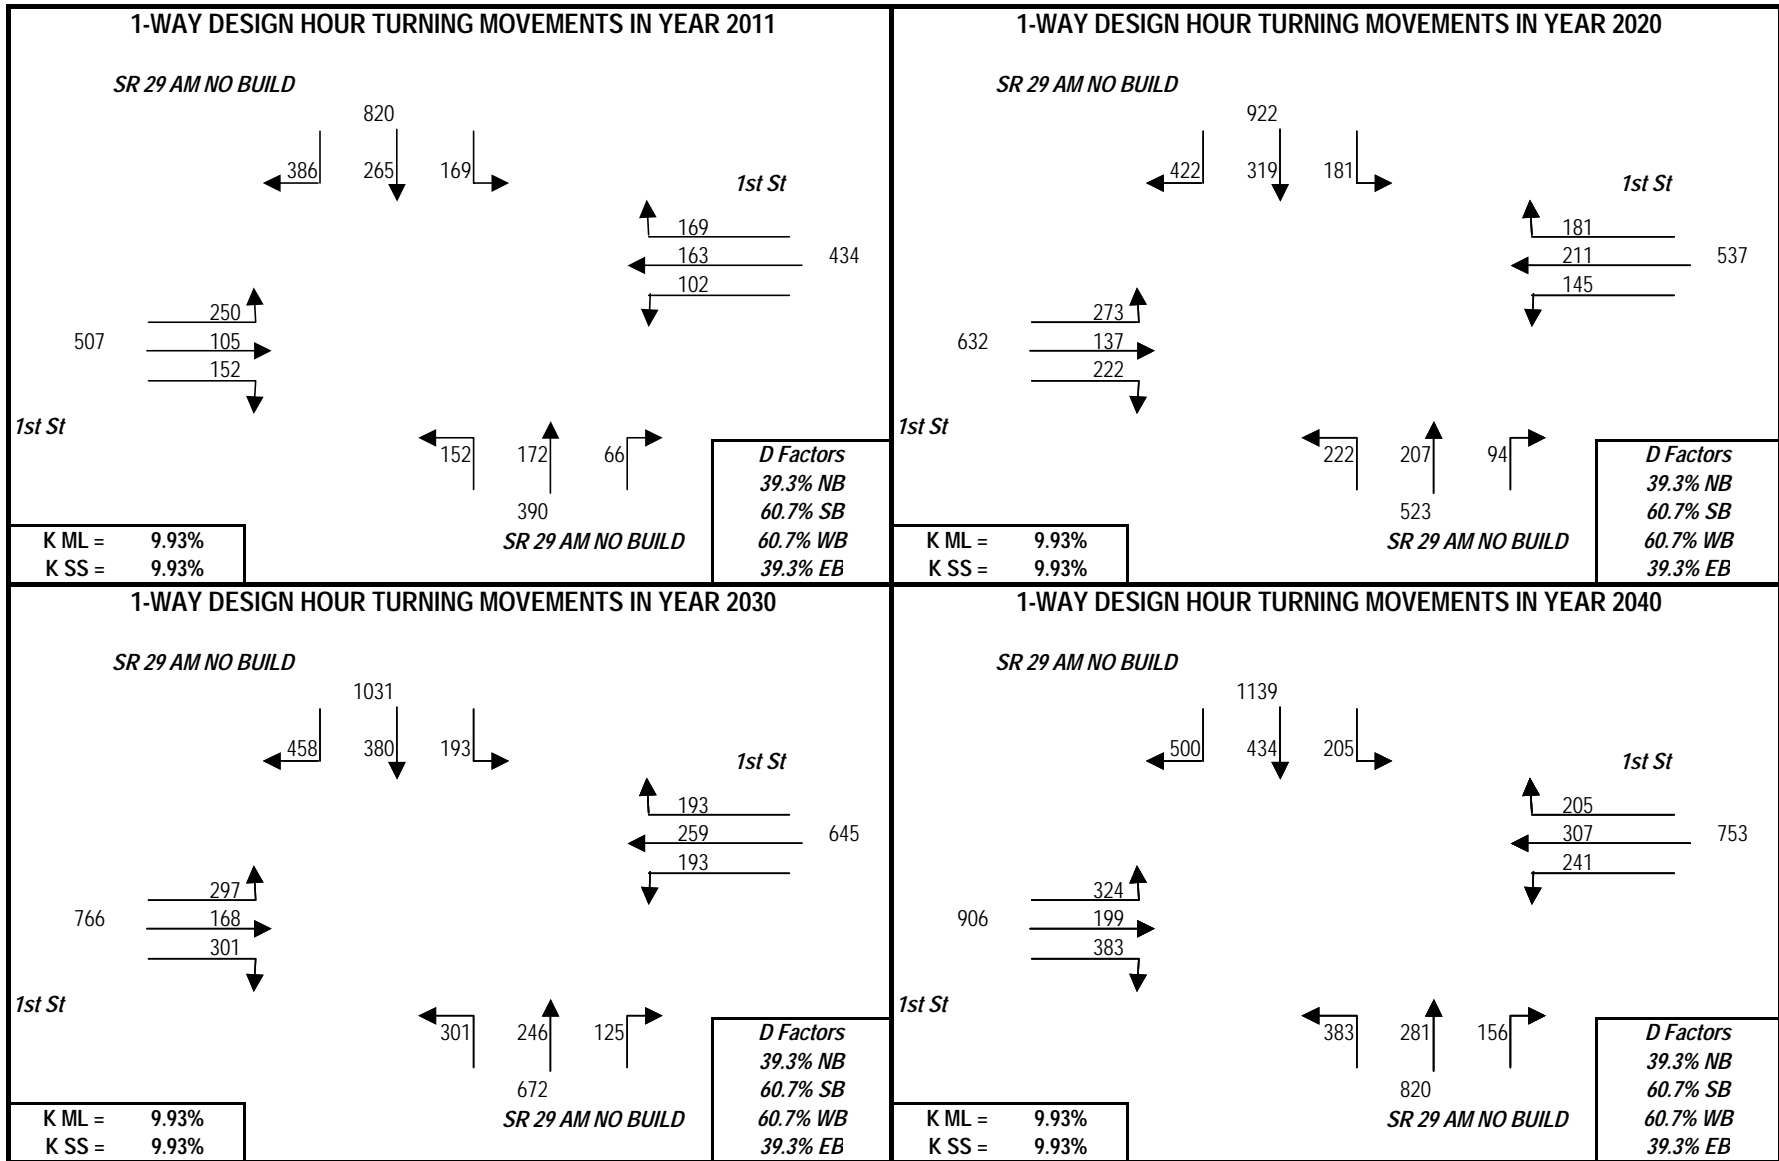 1-WAY DESIGN HOUR TURNING MOVEMENTS IN YEAR 2011
SR 29 AM NO BUILD
820
386 265 169
1st St
169
163 434
102
250
507 105
152
1st St
152 172 66
390
SR 29 AM NO BUILD
D Factors
39.3% NB
60.7% SB
60.7% WB
39.3% EB
K ML = 9.93%
K SS = 9.93%
1-WAY DESIGN HOUR TURNING MOVEMENTS IN YEAR 2020
SR 29 AM NO BUILD
922
422 319 181
1st St
181
211 537
145
273
632 137
222
1st St
222 207 94
523
SR 29 AM NO BUILD
D Factors
39.3% NB
60.7% SB
60.7% WB
39.3% EB
K ML = 9.93%
K SS = 9.93%
1-WAY DESIGN HOUR TURNING MOVEMENTS IN YEAR 2030
SR 29 AM NO BUILD
1031
458 380 193
1st St
193
259 645
193
297
766 168
301
1st St
301 246 125
672
SR 29 AM NO BUILD
D Factors
39.3% NB
60.7% SB
60.7% WB
39.3% EB
K ML = 9.93%
K SS = 9.93%
1-WAY DESIGN HOUR TURNING MOVEMENTS IN YEAR 2040
SR 29 AM NO BUILD
1139
500 434 205
1st St
205
307 753
241
324
906 199
383
1st St
383 281 156
820
SR 29 AM NO BUILD
D Factors
39.3% NB
60.7% SB
60.7% WB
39.3% EB
K ML = 9.93%
K SS = 9.93%